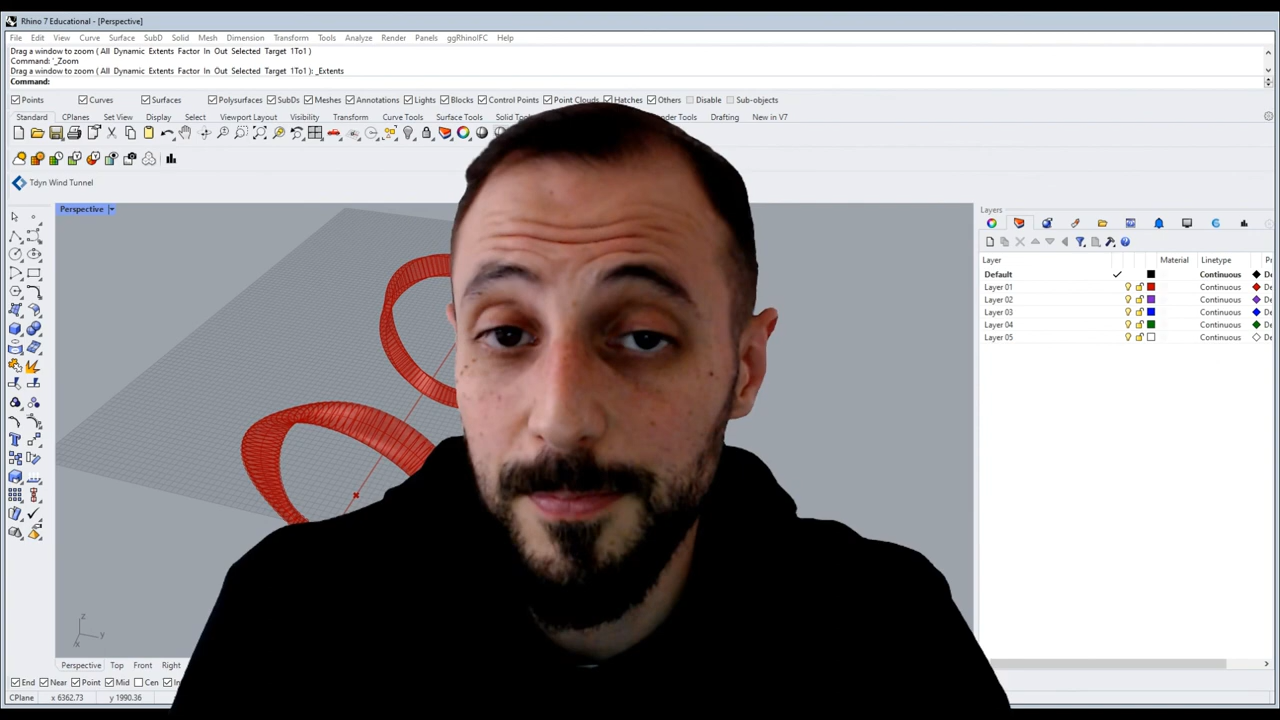 Rhino 7 Educational - [Perspective]
File Edit View Curve Surface SubD Solid Mesh Dimension Transform Tools Analyze Render Panels ggRhinoIFC Help
Drag a window to zoom ( All Dynamic Extents Factor In Out Selected Target 1To1 )
Command: '_Zoom
Drag a window to zoom ( All Dynamic Extents Factor In Out Selected Target 1To1 ): _Extents
Command:
Points Curves Surfaces Polysurfaces SubDs Meshes Annotations Lights Blocks Control Points Point Clouds Hatches Others Disable Sub-objects
Standard CPlanes Set View Display Select Viewport Layout Visibility Transform Curve Tools Surface Tools Solid Tools Drafting New in V7
Tdyn Wind Tunnel
Perspective
Layers
Layer Material Linetype
Default Continuous
Layer 01 Continuous
Layer 02 Continuous
Layer 03 Continuous
Layer 04 Continuous
Layer 05 Continuous
z
y
x
Perspective Top Front Right
End Near Point Mid Cen
CPlane x 6362.73 y 1990.36